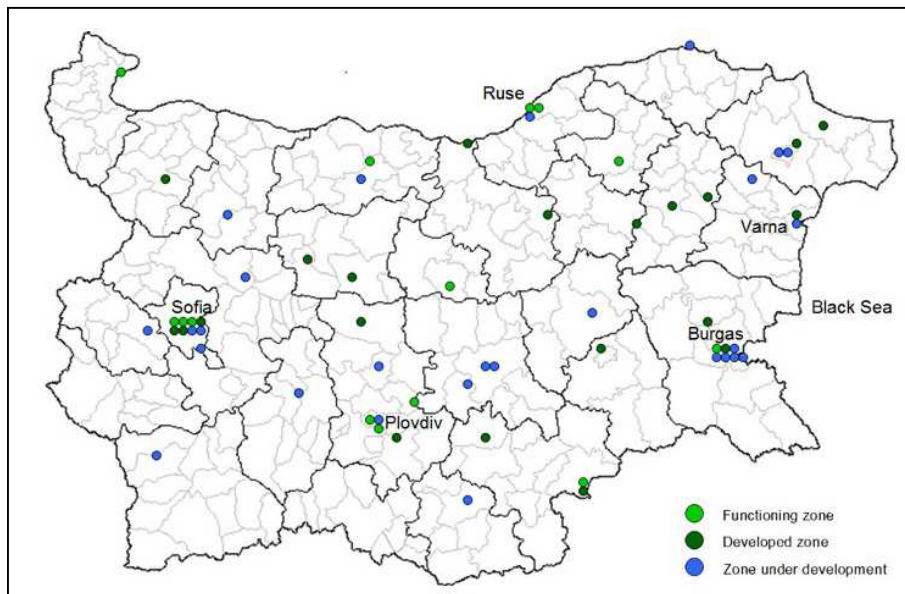 Ruse
Varna
Sofia
Black Sea
Burgas
Plovdiv
Functioning zone
Developed zone
Zone under development